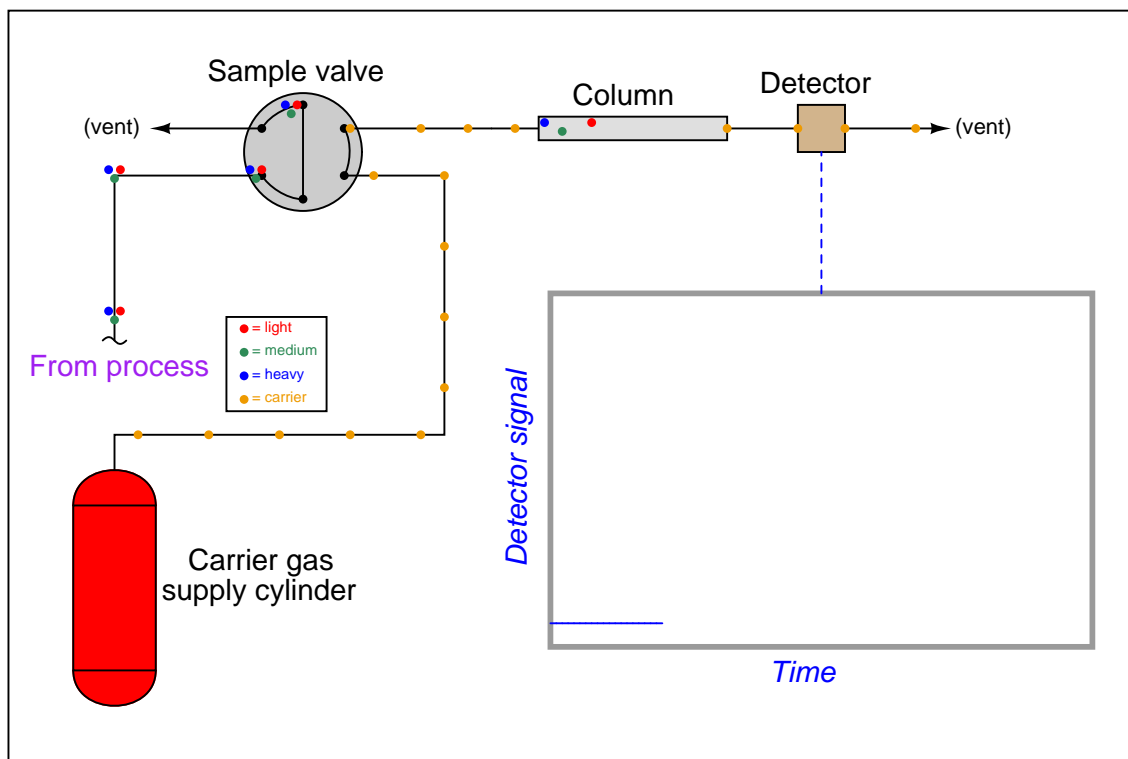 Sample valve
Column
Detector
(vent)
(vent)
= light
= medium
= heavy
= carrier
From process
Detector signal
Carrier gas
supply cylinder
Time